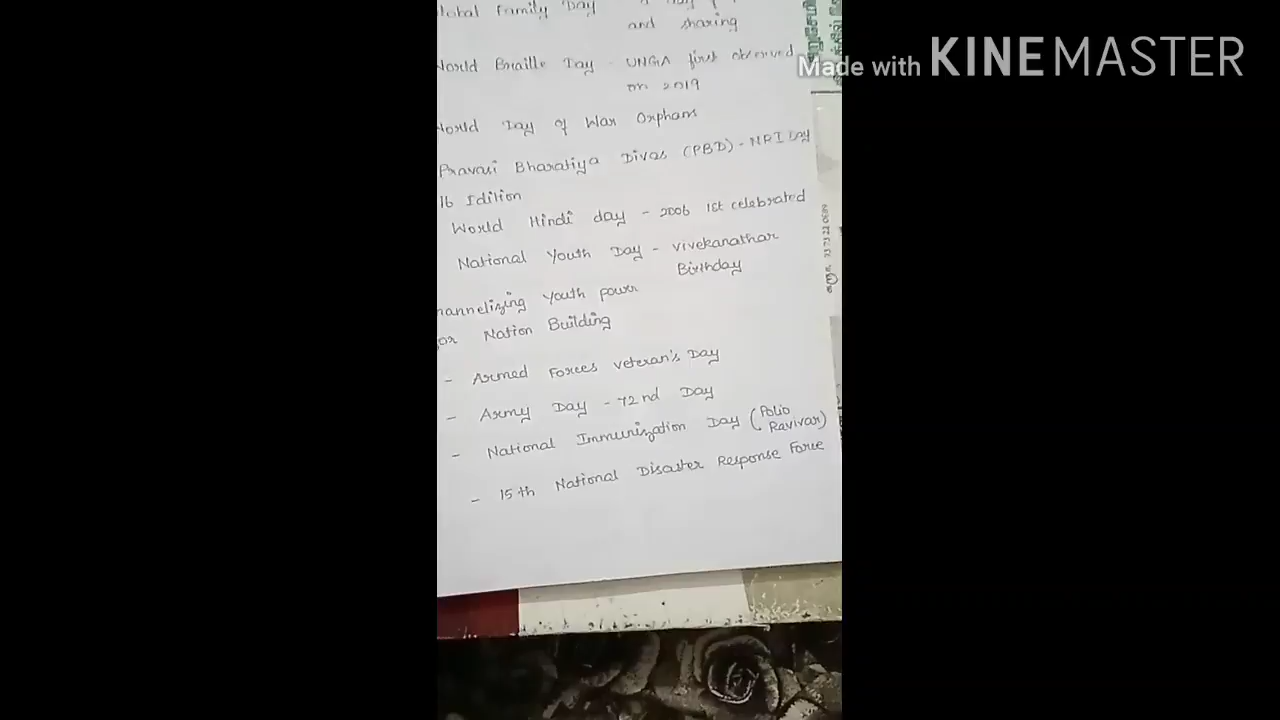 Global Family Day
and sharing
World Braille Day - UNGA first observed
on 2019
World Day of War Orphans
Pravasi Bharatiya Divas (PBD) - NRI Day
16 Idition
World Hindi day - 2006 1st celebrated
National Youth Day - Vivekanathar
Birthday
hannelizing Youth power
for Nation Building
- Armed Forces Veteran's Day
- Army Day - 72nd Day
- National Immunization Day (Polio
Ravivar)
- 15th National Disaster Response Force
Made with KINEMASTER